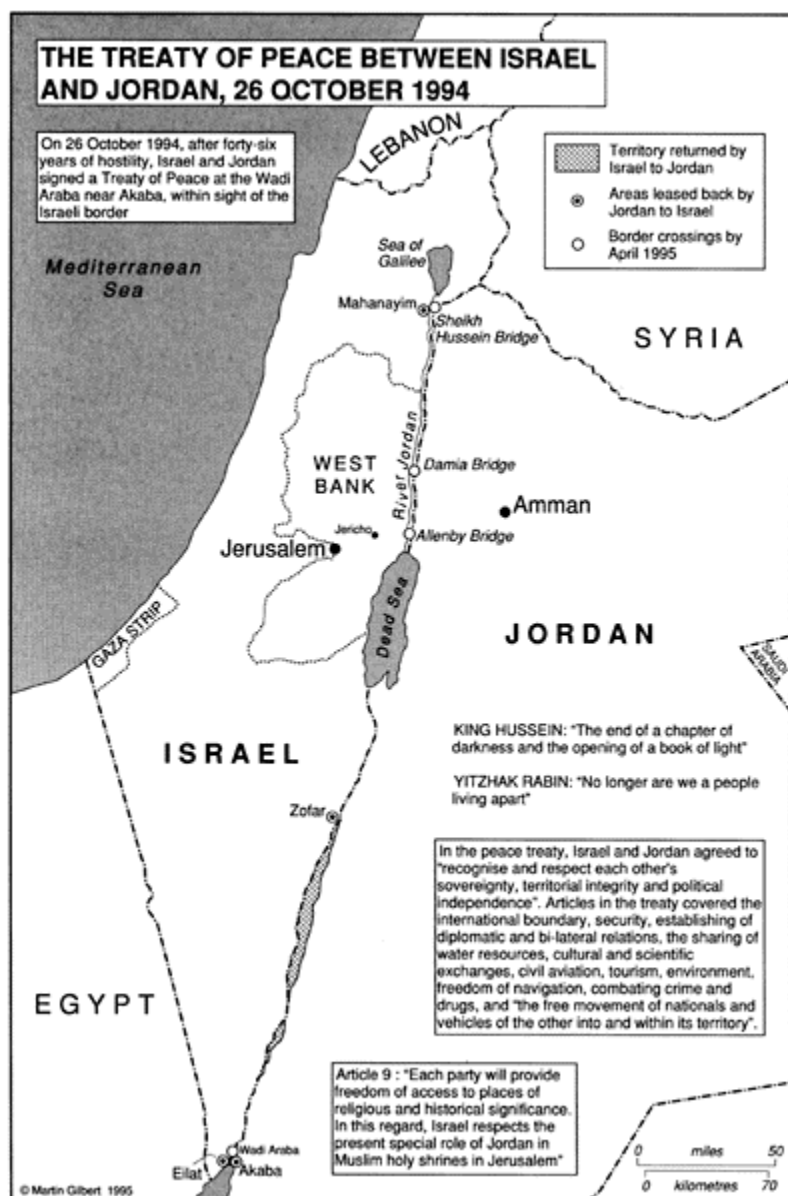 THE TREATY OF PEACE BETWEEN ISRAEL
AND JORDAN, 26 OCTOBER 1994
On 26 October 1994, after forty-six
years of hostility, Israel and Jordan
signed a Treaty of Peace at the Wadi
Araba near Akaba, within sight of the
Israeli border
LEBANON
Territory returned by
Israel to Jordan
Areas leased back by
Jordan to Israel
Border crossings by
April 1995
Mediterranean
Sea
Sea of
Galilee
Mahanayim
Sheikh
Hussein Bridge
SYRIA
WEST
BANK
River Jordan
Damia Bridge
Amman
Jericho
Allenby Bridge
Jerusalem
Dead Sea
GAZA STRIP
JORDAN
SAUDI
ARABIA
ISRAEL
KING HUSSEIN: "The end of a chapter of
darkness and the opening of a book of light"
YITZHAK RABIN: "No longer are we a people
living apart"
Zofar
In the peace treaty, Israel and Jordan agreed to
"recognise and respect each other's
sovereignty, territorial integrity and political
independence". Articles in the treaty covered the
international boundary, security, establishing of
diplomatic and bi-lateral relations, the sharing of
water resources, cultural and scientific
exchanges, civil aviation, tourism, environment,
freedom of navigation, combating crime and
drugs, and "the free movement of nationals and
vehicles of the other into and within its territory".
EGYPT
Article 9 : "Each party will provide
freedom of access to places of
religious and historical significance.
In this regard, Israel respects the
present special role of Jordan in
Muslim holy shrines in Jerusalem"
Wadi Araba
Eilat
Akaba
0 miles 50
0 kilometres 70
© Martin Gilbert 1995